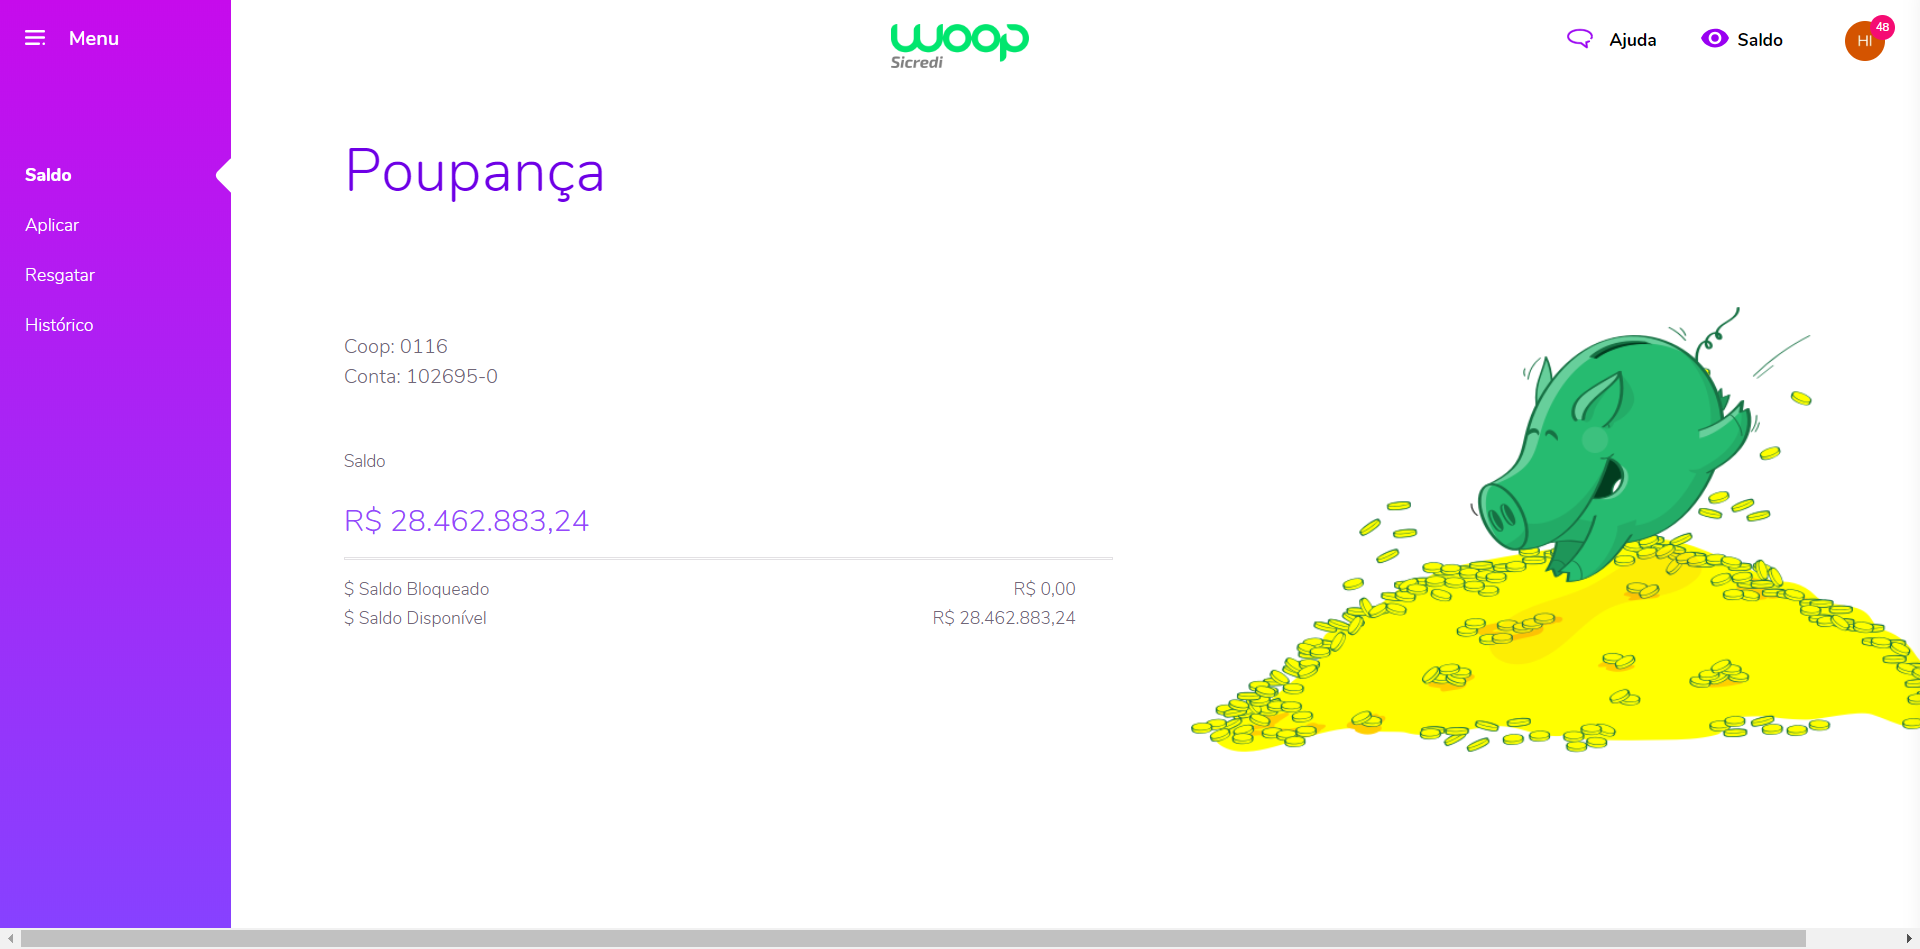 Menu
woop
Sicredi
Ajuda
Saldo
HI
48
Saldo
Aplicar
Resgatar
Histórico
Poupança
Coop: 0116
Conta: 102695-0
Saldo
R$ 28.462.883,24
$ Saldo Bloqueado R$ 0,00
$ Saldo Disponível R$ 28.462.883,24